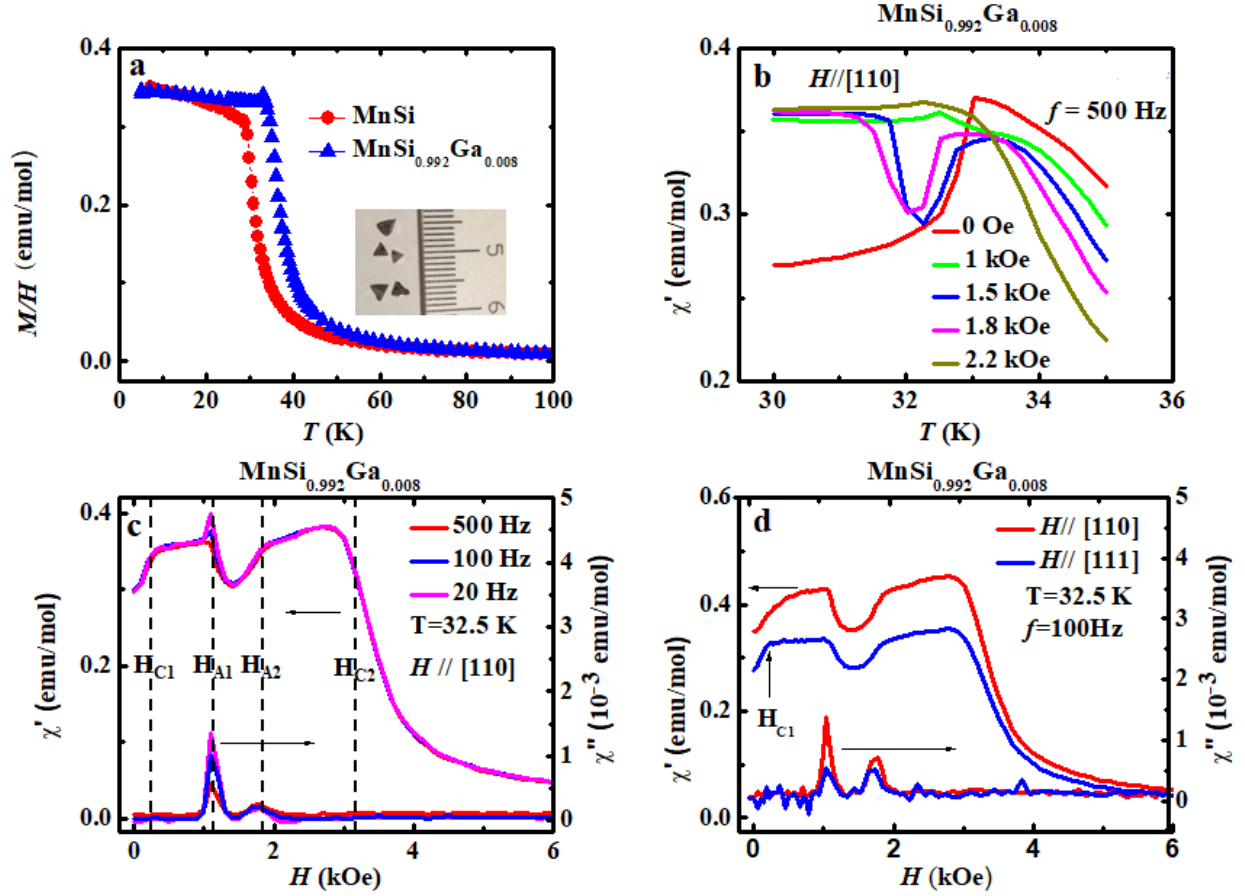 a
MnSi
MnSi0.992Ga0.008
M/H (emu/mol)
0.4
0.2
0.0
5
6
0 20 40 60 80 100
T (K)
MnSi0.992Ga0.008
b
H//[110]
f = 500 Hz
χ' (emu/mol)
0.4
0.3
0.2
0 Oe
1 kOe
1.5 kOe
1.8 kOe
2.2 kOe
30 32 34 36
T (K)
MnSi0.992Ga0.008
c
χ' (emu/mol)
0.4
0.2
0.0
500 Hz
100 Hz
20 Hz
T=32.5 K
H // [110]
HC1 HA1 HA2 HC2
5
4
3
2
1
0
χ'' (10−3 emu/mol)
0 2 4 6
H (kOe)
MnSi0.992Ga0.008
d
χ' (emu/mol)
0.6
0.4
0.2
0.0
H// [110]
H// [111]
T=32.5 K
f=100Hz
HC1
5
4
3
2
1
0
χ'' (10−3 emu/mol)
0 2 4 6
H (kOe)